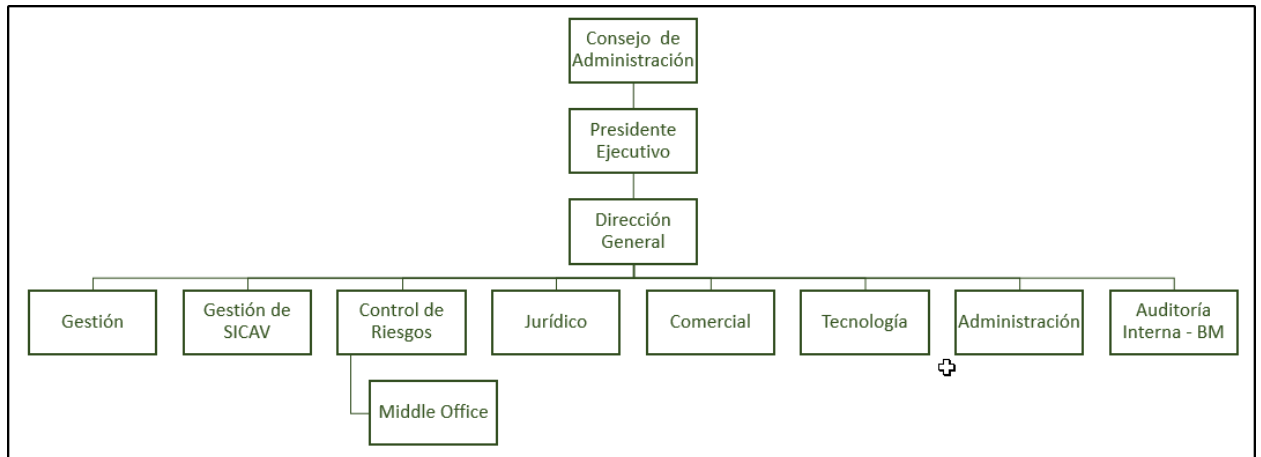 Consejo de
Administración
Presidente
Ejecutivo
Dirección
General
Gestión
Gestión de
SICAV
Control de
Riesgos
Jurídico
Comercial
Tecnología
Administración
Auditoría
Interna - BM
Middle Office